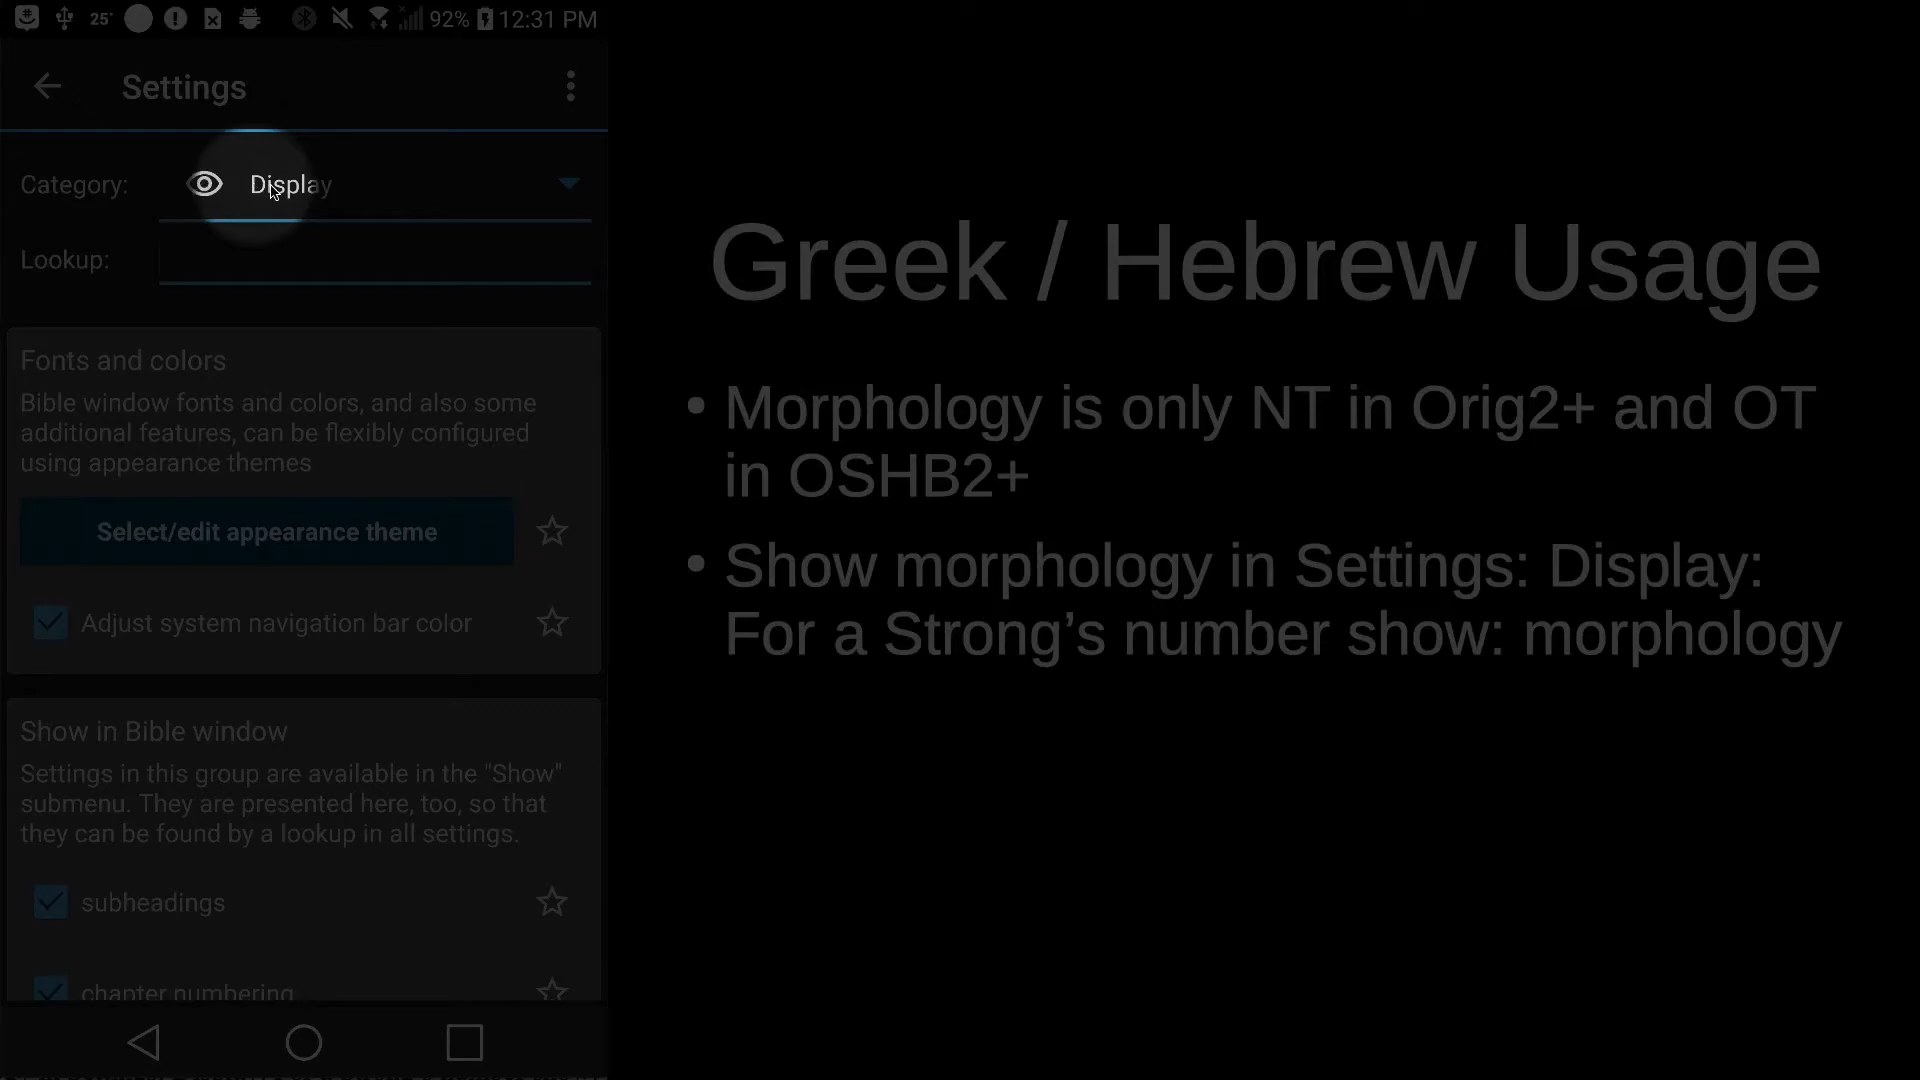 25°
92%
12:31 PM
Settings
Category:
Display
Lookup:
Fonts and colors
Bible window fonts and colors, and also some
additional features, can be flexibly configured
using appearance themes
Select/edit appearance theme
Adjust system navigation bar color
Show in Bible window
Settings in this group are available in the "Show"
submenu. They are presented here, too, so that
they can be found by a lookup in all settings.
subheadings
chapter numbering
Greek / Hebrew Usage
• Morphology is only NT in Orig2+ and OT
in OSHB2+
• Show morphology in Settings: Display:
For a Strong’s number show: morphology